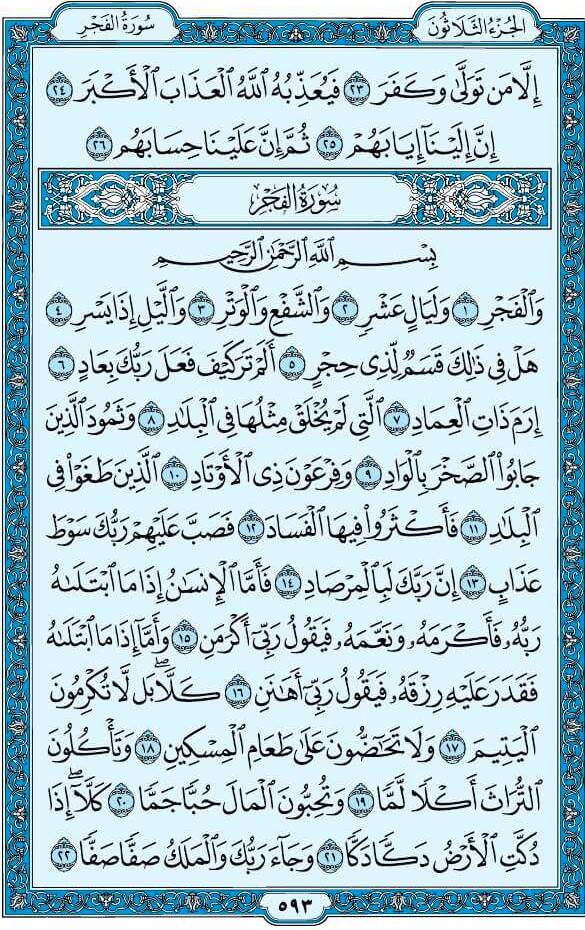 الجُزْءُ الثَّلَاثُونَ
سُورَةُ الفَجْرِ
إِلَّا مَن تَوَلَّىٰ وَكَفَرَ ٢٣ فَيُعَذِّبُهُ ٱللَّهُ ٱلْعَذَابَ ٱلْأَكْبَرَ ٢٤
إِنَّ إِلَيْنَآ إِيَابَهُمْ ٢٥ ثُمَّ إِنَّ عَلَيْنَا حِسَابَهُم ٢٦
سُورَةُ الفَجْرِ
بِسْمِ ٱللَّهِ ٱلرَّحْمَٰنِ ٱلرَّحِيمِ
وَٱلْفَجْرِ ١ وَلَيَالٍ عَشْرٍ ٢ وَٱلشَّفْعِ وَٱلْوَتْرِ ٣ وَٱلَّيْلِ إِذَا يَسْرِ ٤
هَلْ فِى ذَٰلِكَ قَسَمٌ لِّذِى حِجْرٍ ٥ أَلَمْ تَرَ كَيْفَ فَعَلَ رَبُّكَ بِعَادٍ ٦
إِرَمَ ذَاتِ ٱلْعِمَادِ ٧ ٱلَّتِى لَمْ يُخْلَقْ مِثْلُهَا فِى ٱلْبِلَٰدِ ٨ وَثَمُودَ ٱلَّذِينَ
جَابُوا۟ ٱلصَّخْرَ بِٱلْوَادِ ٩ وَفِرْعَوْنَ ذِى ٱلْأَوْتَادِ ١٠ ٱلَّذِينَ طَغَوْا۟ فِى
ٱلْبِلَٰدِ ١١ فَأَكْثَرُوا۟ فِيهَا ٱلْفَسَادَ ١٢ فَصَبَّ عَلَيْهِمْ رَبُّكَ سَوْطَ
عَذَابٍ ١٣ إِنَّ رَبَّكَ لَبِٱلْمِرْصَادِ ١٤ فَأَمَّا ٱلْإِنسَٰنُ إِذَا مَا ٱبْتَلَىٰهُ
رَبُّهُۥ فَأَكْرَمَهُۥ وَنَعَّمَهُۥ فَيَقُولُ رَبِّىٓ أَكْرَمَنِ ١٥ وَأَمَّآ إِذَا مَا ٱبْتَلَىٰهُ
فَقَدَرَ عَلَيْهِ رِزْقَهُۥ فَيَقُولُ رَبِّىٓ أَهَٰنَنِ ١٦ كَلَّا ۖ بَل لَّا تُكْرِمُونَ
ٱلْيَتِيمَ ١٧ وَلَا تَحَٰٓضُّونَ عَلَىٰ طَعَامِ ٱلْمِسْكِينِ ١٨ وَتَأْكُلُونَ
ٱلتُّرَاثَ أَكْلًا لَّمًّا ١٩ وَتُحِبُّونَ ٱلْمَالَ حُبًّا جَمًّا ٢٠ كَلَّآ ۖ إِذَا
دُكَّتِ ٱلْأَرْضُ دَكًّا دَكًّا ٢١ وَجَآءَ رَبُّكَ وَٱلْمَلَكُ صَفًّا صَفًّا ٢٢
٥٩٣